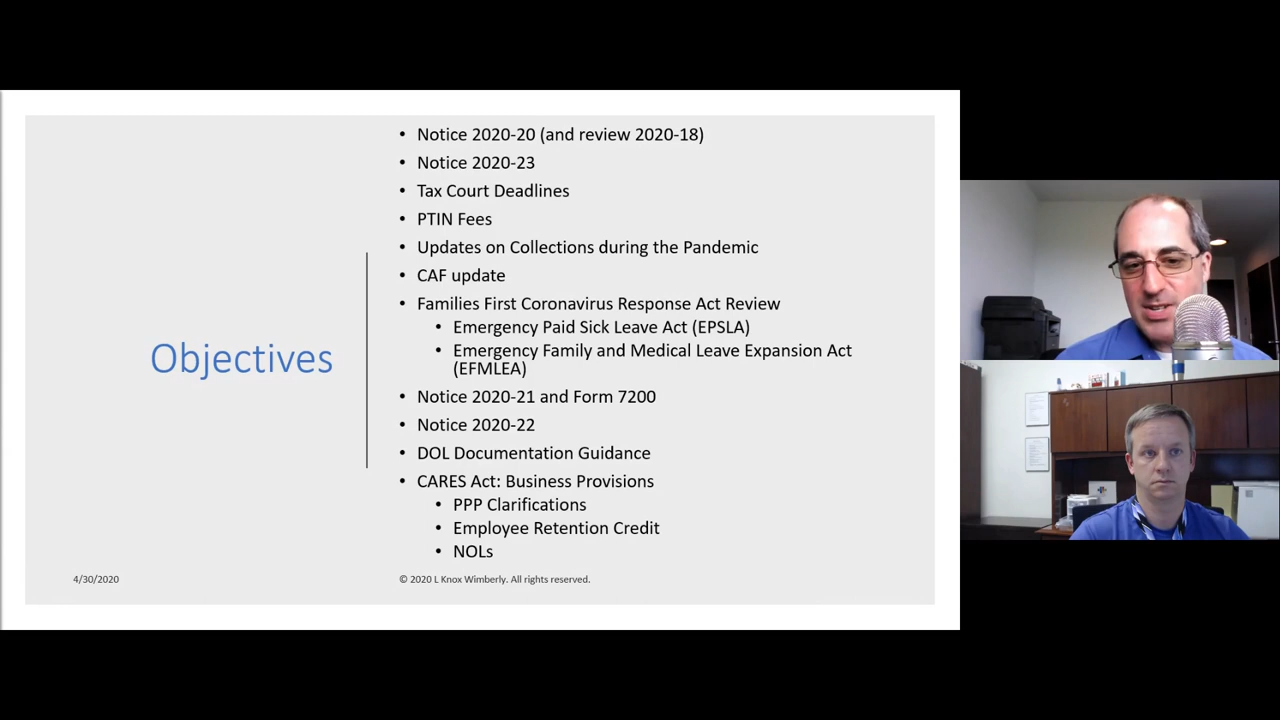 Objectives
• Notice 2020-20 (and review 2020-18)
• Notice 2020-23
• Tax Court Deadlines
• PTIN Fees
• Updates on Collections during the Pandemic
• CAF update
• Families First Coronavirus Response Act Review
• Emergency Paid Sick Leave Act (EPSLA)
• Emergency Family and Medical Leave Expansion Act
(EFMLEA)
• Notice 2020-21 and Form 7200
• Notice 2020-22
• DOL Documentation Guidance
• CARES Act: Business Provisions
• PPP Clarifications
• Employee Retention Credit
• NOLs
4/30/2020
© 2020 L Knox Wimberly. All rights reserved.